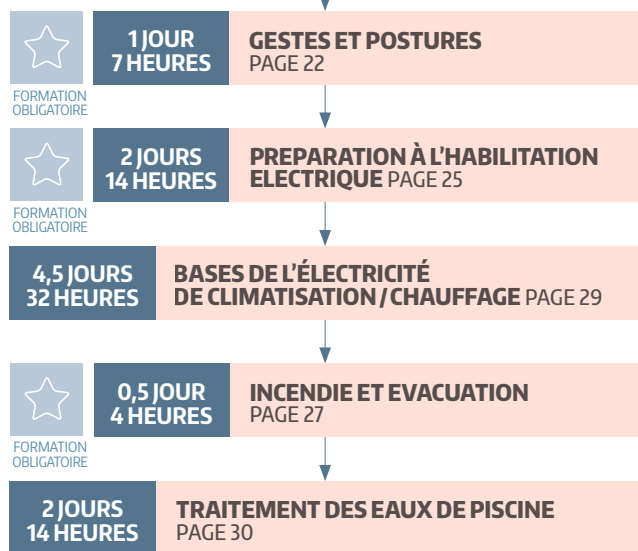 1 JOUR
7 HEURES
GESTES ET POSTURES
PAGE 22
FORMATION
OBLIGATOIRE
2 JOURS
14 HEURES
PREPARATION À L'HABILITATION
ELECTRIQUE PAGE 25
FORMATION
OBLIGATOIRE
4,5 JOURS
32 HEURES
BASES DE L'ÉLECTRICITÉ
DE CLIMATISATION / CHAUFFAGE PAGE 29
0,5 JOUR
4 HEURES
INCENDIE ET EVACUATION
PAGE 27
FORMATION
OBLIGATOIRE
2 JOURS
14 HEURES
TRAITEMENT DES EAUX DE PISCINE
PAGE 30